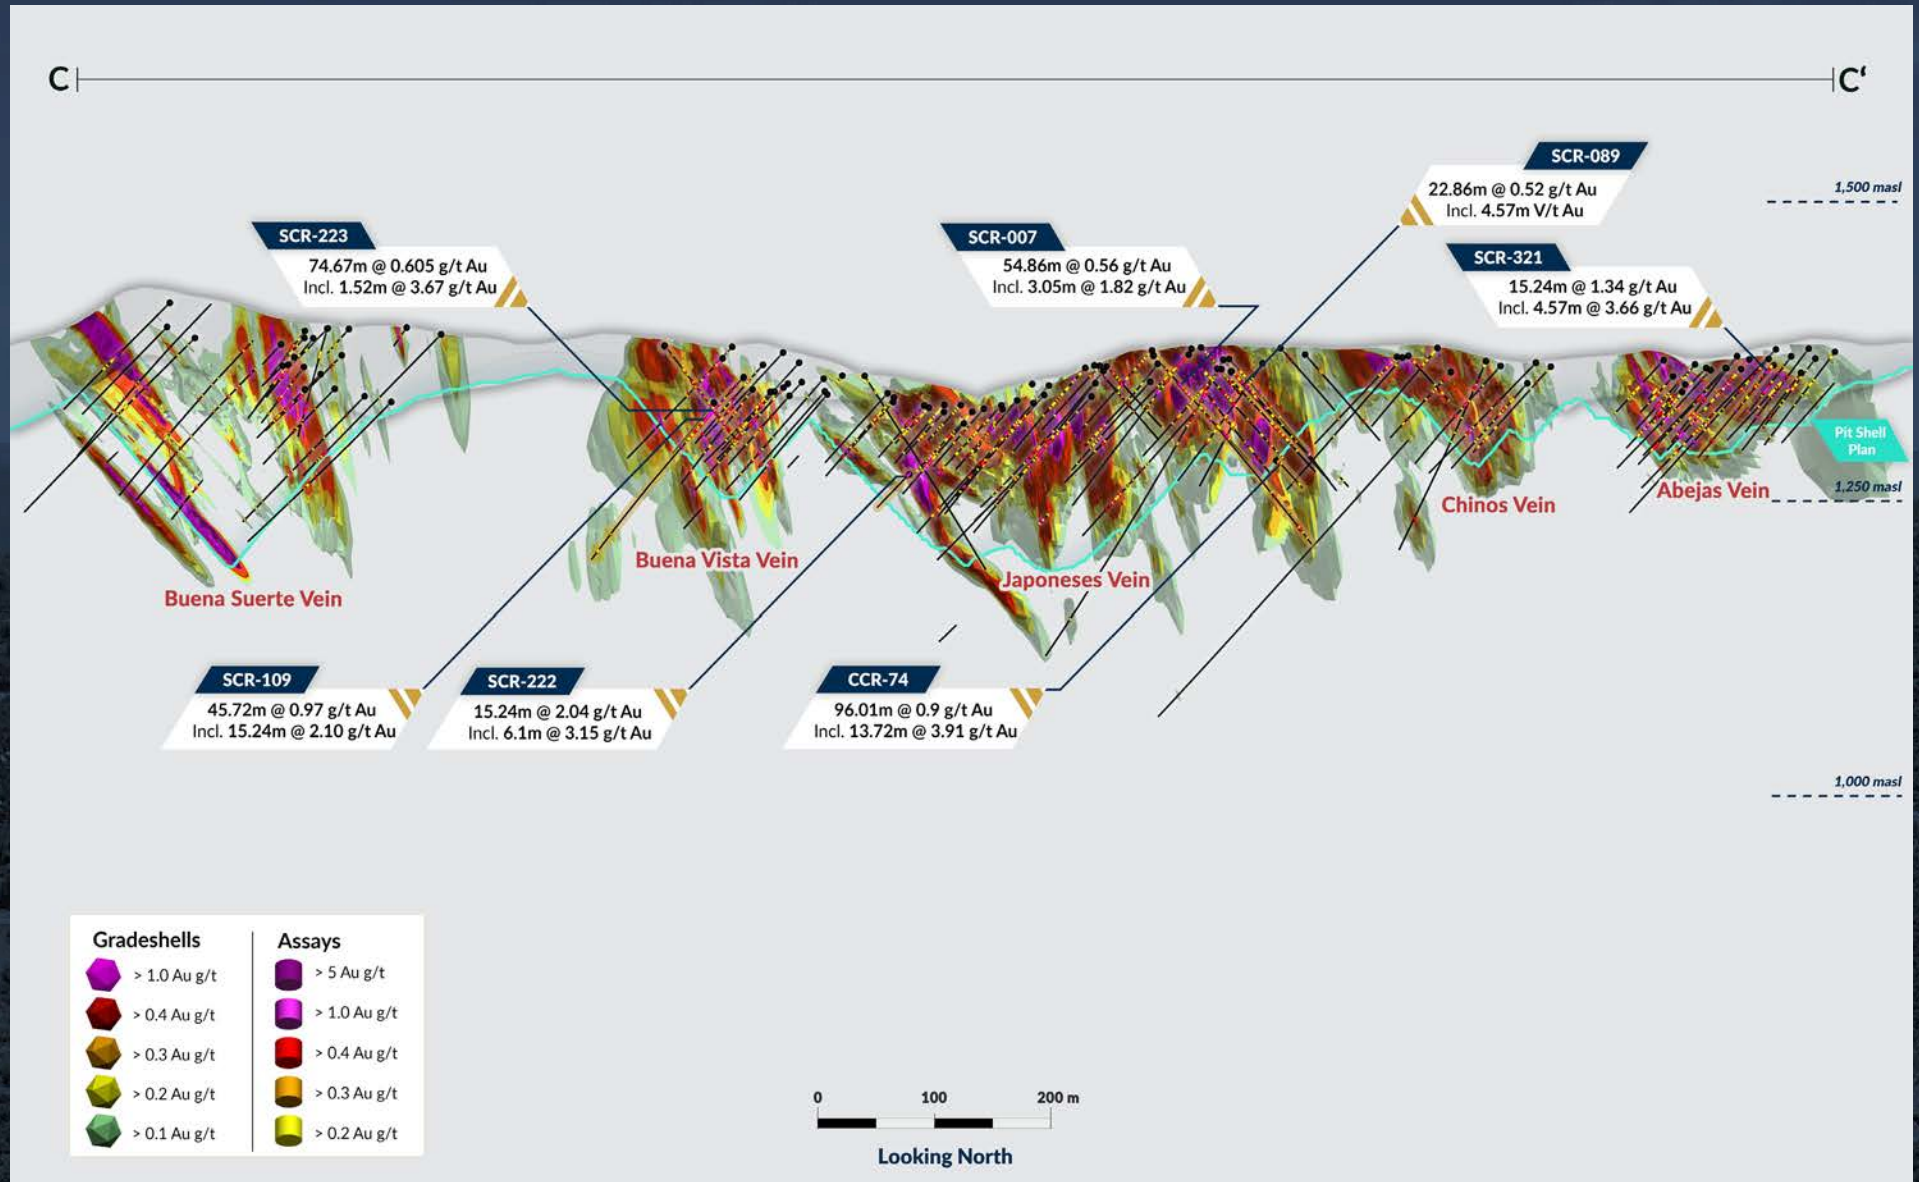 C
C'
SCR-089
22.86m @ 0.52 g/t Au
Incl. 4.57m V/t Au
1,500 masl
SCR-223
74.67m @ 0.605 g/t Au
Incl. 1.52m @ 3.67 g/t Au
SCR-007
54.86m @ 0.56 g/t Au
Incl. 3.05m @ 1.82 g/t Au
SCR-321
15.24m @ 1.34 g/t Au
Incl. 4.57m @ 3.66 g/t Au
Pit Shell
Plan
1,250 masl
Buena Suerte Vein
Buena Vista Vein
Japoneses Vein
Chinos Vein
Abejas Vein
SCR-109
45.72m @ 0.97 g/t Au
Incl. 15.24m @ 2.10 g/t Au
SCR-222
15.24m @ 2.04 g/t Au
Incl. 6.1m @ 3.15 g/t Au
CCR-74
96.01m @ 0.9 g/t Au
Incl. 13.72m @ 3.91 g/t Au
1,000 masl
Gradeshells
> 1.0 Au g/t
> 0.4 Au g/t
> 0.3 Au g/t
> 0.2 Au g/t
> 0.1 Au g/t
Assays
> 5 Au g/t
> 1.0 Au g/t
> 0.4 Au g/t
> 0.3 Au g/t
> 0.2 Au g/t
0 100 200 m
Looking North